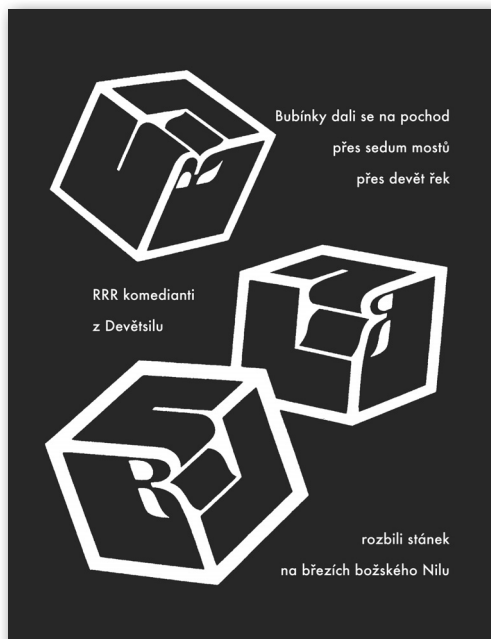 Bubínky dali se na pochod
přes sedum mostů
přes devět řek
RRR komedianti
z Devětsilu
rozbili stánek
na březích božského Nilu